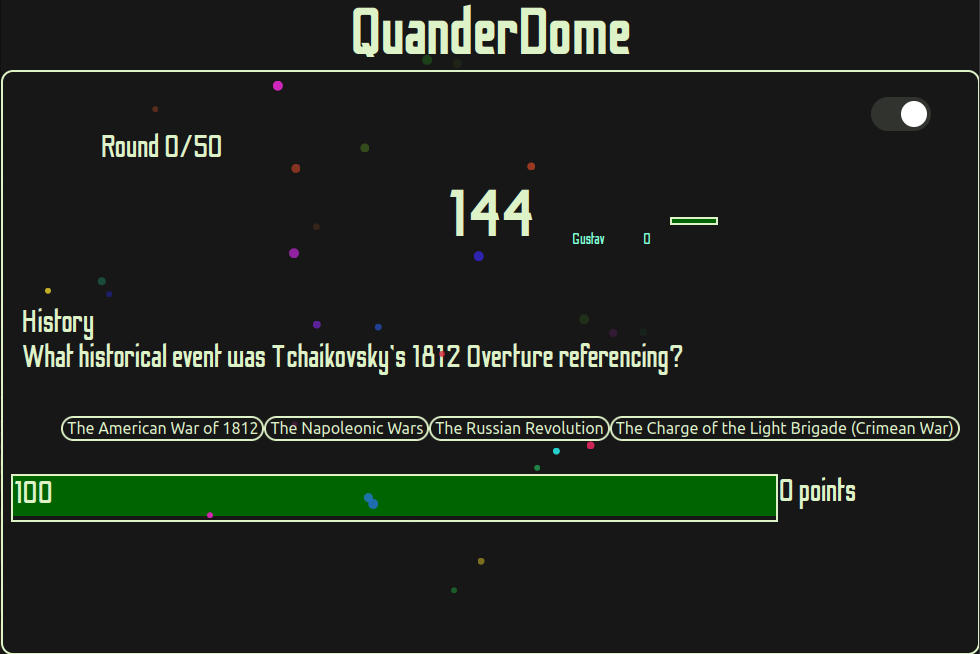 QuanderDome
Round 0/50
144
Gustav 0
History
What historical event was Tchaikovsky`s 1812 Overture referencing?
The American War of 1812 The Napoleonic Wars The Russian Revolution The Charge of the Light Brigade (Crimean War)
100 0 points